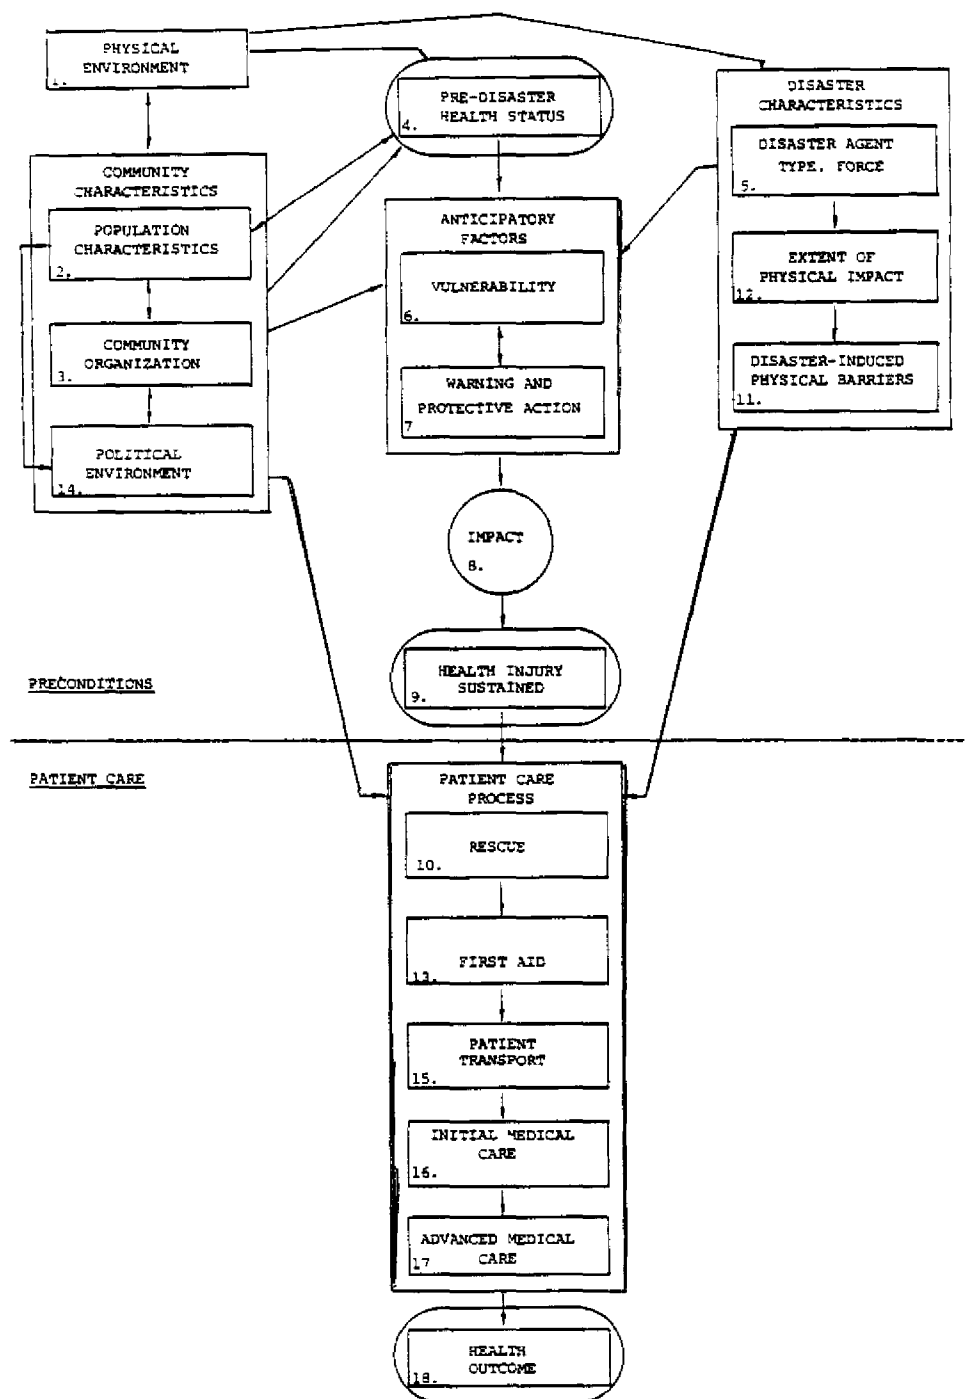 PHYSICAL
ENVIRONMENT
1.
PRE-DISASTER
HEALTH STATUS
4.
DISASTER
CHARACTERISTICS
DISASTER AGENT
TYPE, FORCE
5.
EXTENT OF
PHYSICAL IMPACT
12.
DISASTER-INDUCED
PHYSICAL BARRIERS
11.
COMMUNITY
CHARACTERISTICS
POPULATION
CHARACTERISTICS
2.
COMMUNITY
ORGANIZATION
3.
POLITICAL
ENVIRONMENT
14.
ANTICIPATORY
FACTORS
VULNERABILITY
6.
WARNING AND
PROTECTIVE ACTION
7
IMPACT
8.
HEALTH INJURY
SUSTAINED
9.
PRECONDITIONS
PATIENT CARE
PATIENT CARE
PROCESS
RESCUE
10.
FIRST AID
13.
PATIENT
TRANSPORT
15.
INITIAL MEDICAL
CARE
16.
ADVANCED MEDICAL
CARE
17
HEALTH
OUTCOME
18.